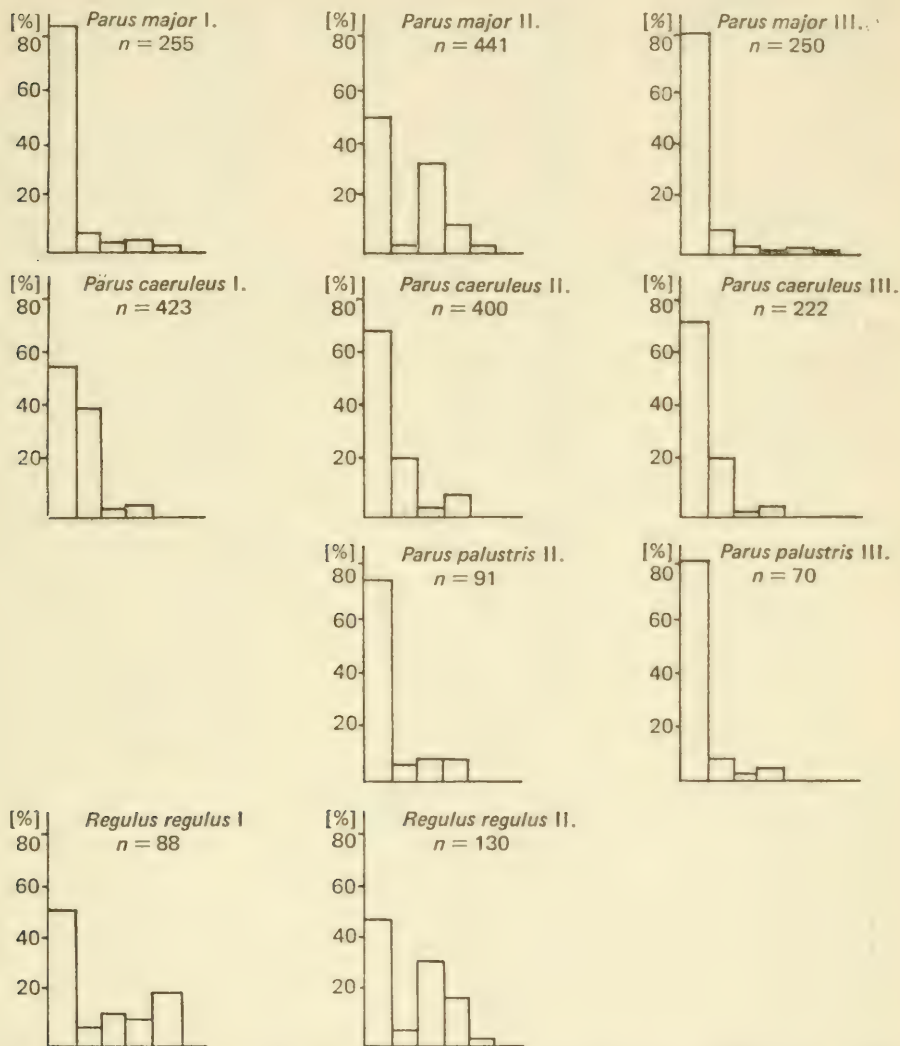 [%] Parus major I.
n = 255
80
60
40
20
[%] Parus major II.
n = 441
80
60
40
20
[%] Parus major III.
n = 250
80
60
40
20
[%] Parus caeruleus I.
n = 423
80
60
40
20
[%] Parus caeruleus II.
n = 400
80
60
40
20
[%] Parus caeruleus III.
n = 222
80
60
40
20
[%] Parus palustris II.
n = 91
80
60
40
20
[%] Parus palustris III.
n = 70
80
60
40
20
[%] Regulus regulus I
n = 88
80
60
40
20
[%] Regulus regulus II.
n = 130
80
60
40
20